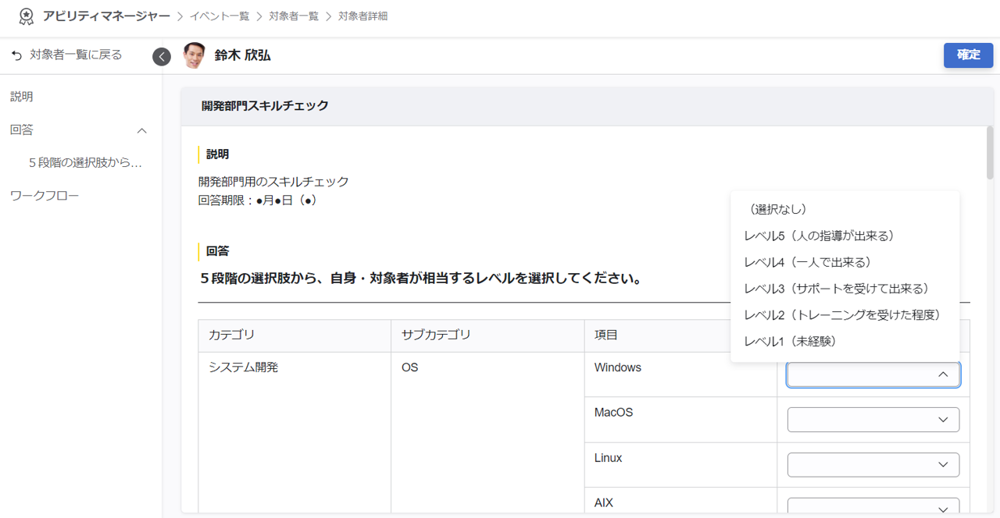 アビリティマネージャー > イベント一覧 > 対象者一覧 > 対象者詳細
対象者一覧に戻る
鈴木 欣弘
確定
説明
回答
５段階の選択肢から...
ワークフロー
開発部門スキルチェック
説明
開発部門用のスキルチェック
回答期限：●月●日（●）
回答
５段階の選択肢から、自身・対象者が相当するレベルを選択してください。
（選択なし）
レベル5（人の指導が出来る）
レベル4（一人で出来る）
レベル3（サポートを受けて出来る）
レベル2（トレーニングを受けた程度）
レベル1（未経験）
カテゴリ サブカテゴリ 項目
システム開発 OS Windows
MacOS
Linux
AIX